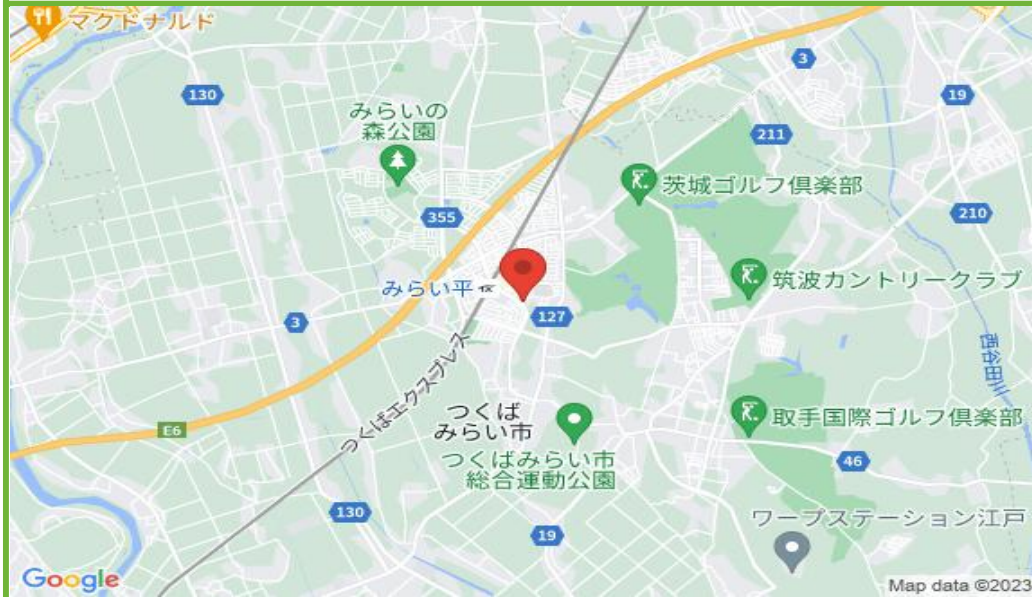 マクドナルド
3
130
19
みらいの
森公園
211
茨城ゴルフ倶楽部
355
210
筑波カントリークラブ
みらい平
127
3
西谷田川
つくばエクスプレス
つくば
みらい市
取手国際ゴルフ倶楽部
E6
つくばみらい市
総合運動公園
46
130
ワープステーション江戸
19
Google
Map data ©2023